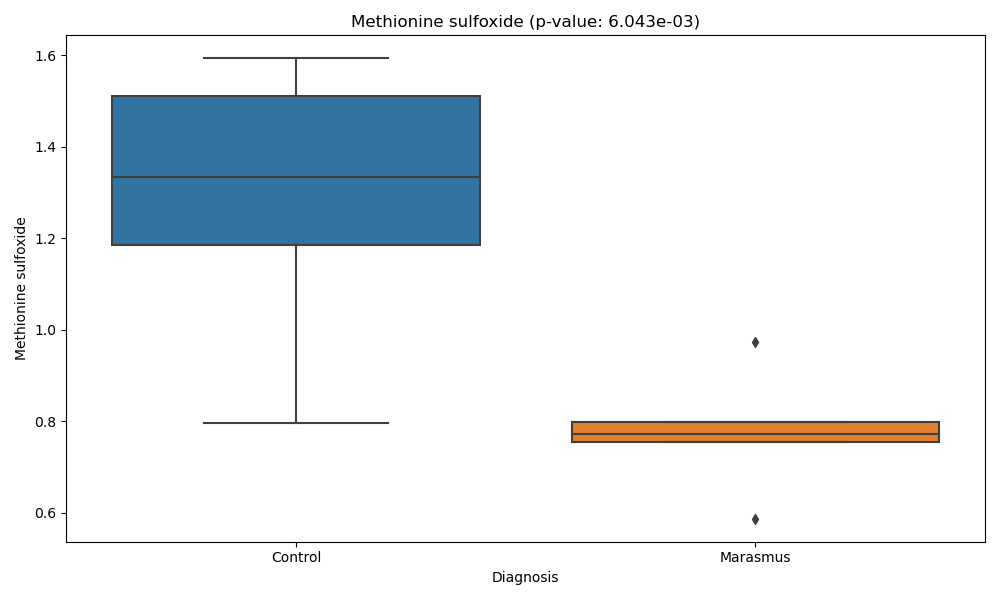 Methionine sulfoxide (p-value: 6.043e-03)
1.6
1.4
1.2
1.0
0.8
0.6
Methionine sulfoxide
Control
Marasmus
Diagnosis